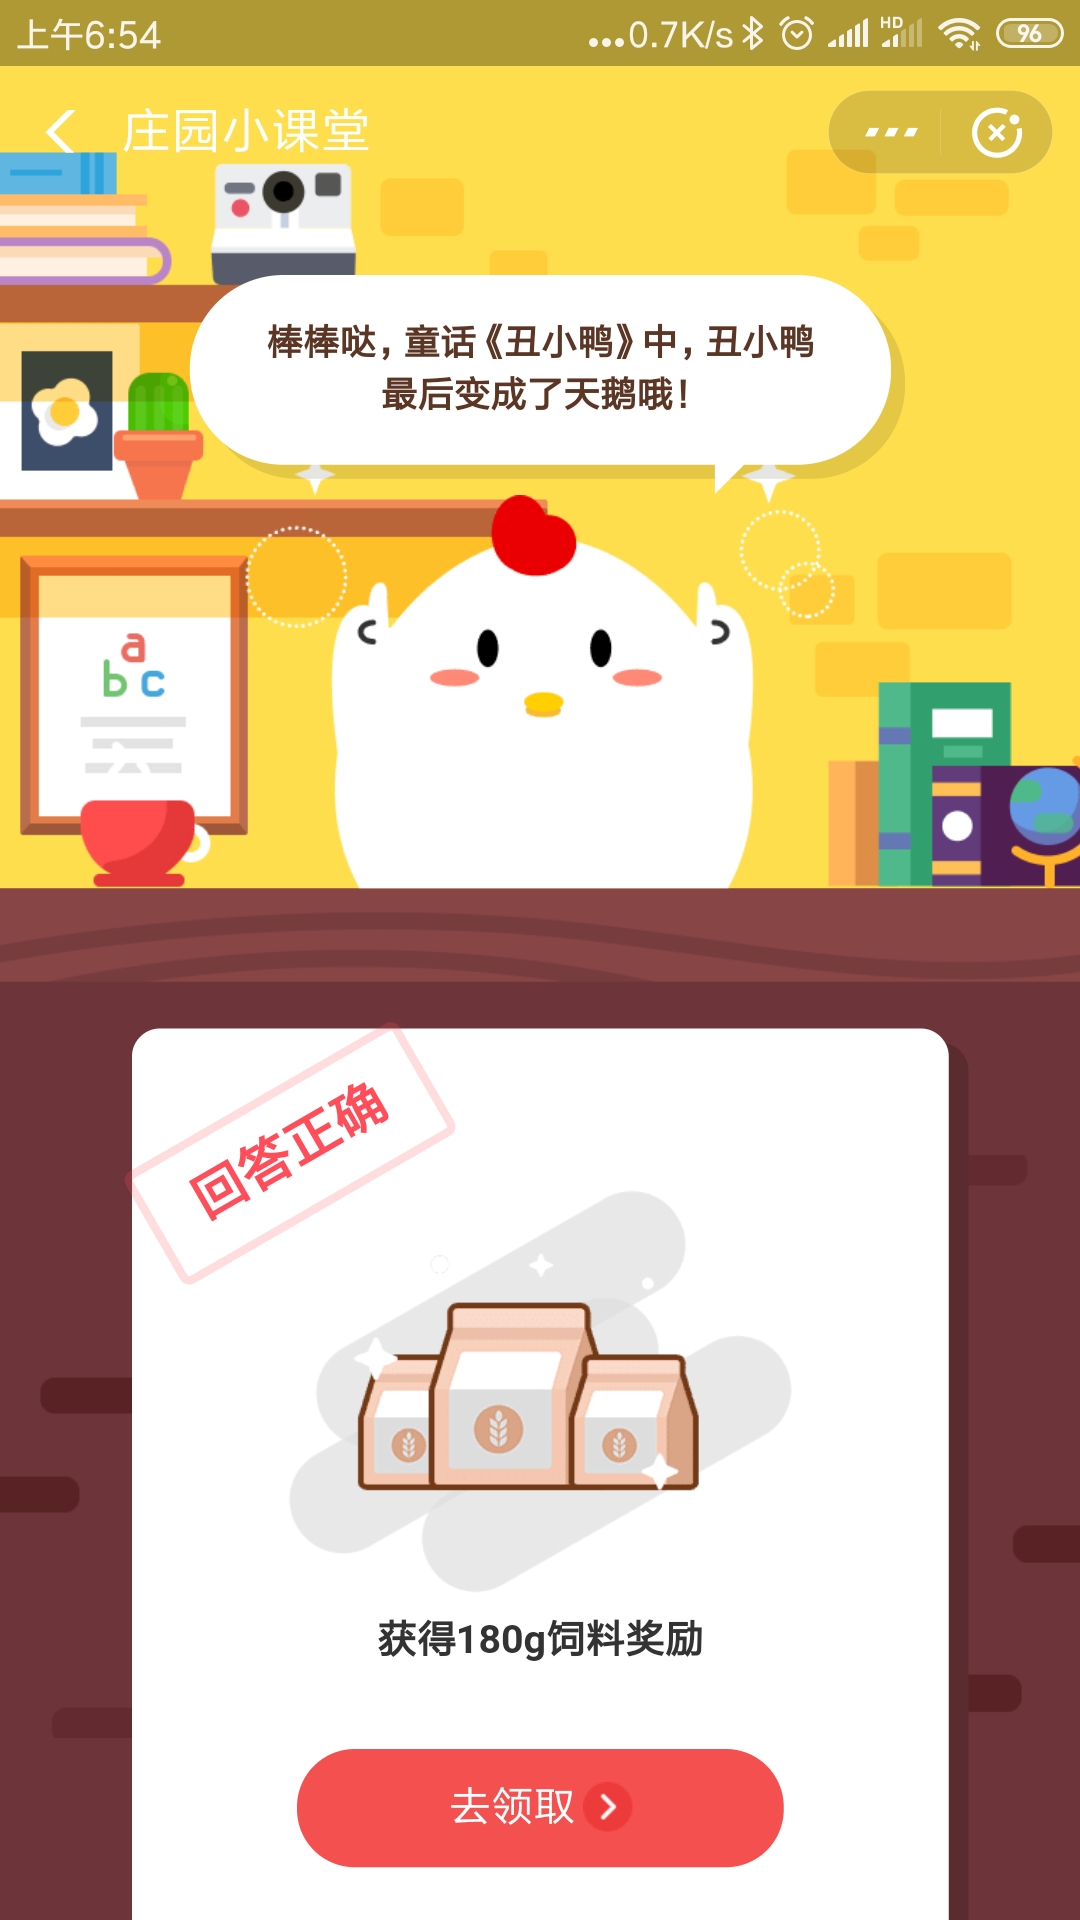 上午6:54
...0.7K/s
HD
96
庄园小课堂
棒棒哒，童话《丑小鸭》中，丑小鸭
最后变成了天鹅哦！
a
b c
回答正确
获得180g饲料奖励
去领取